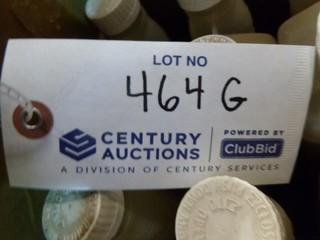 LOT NO
464 G
CENTURY AUCTIONS
POWERED BY
ClubBid
A DIVISION OF CENTURY SERVICES